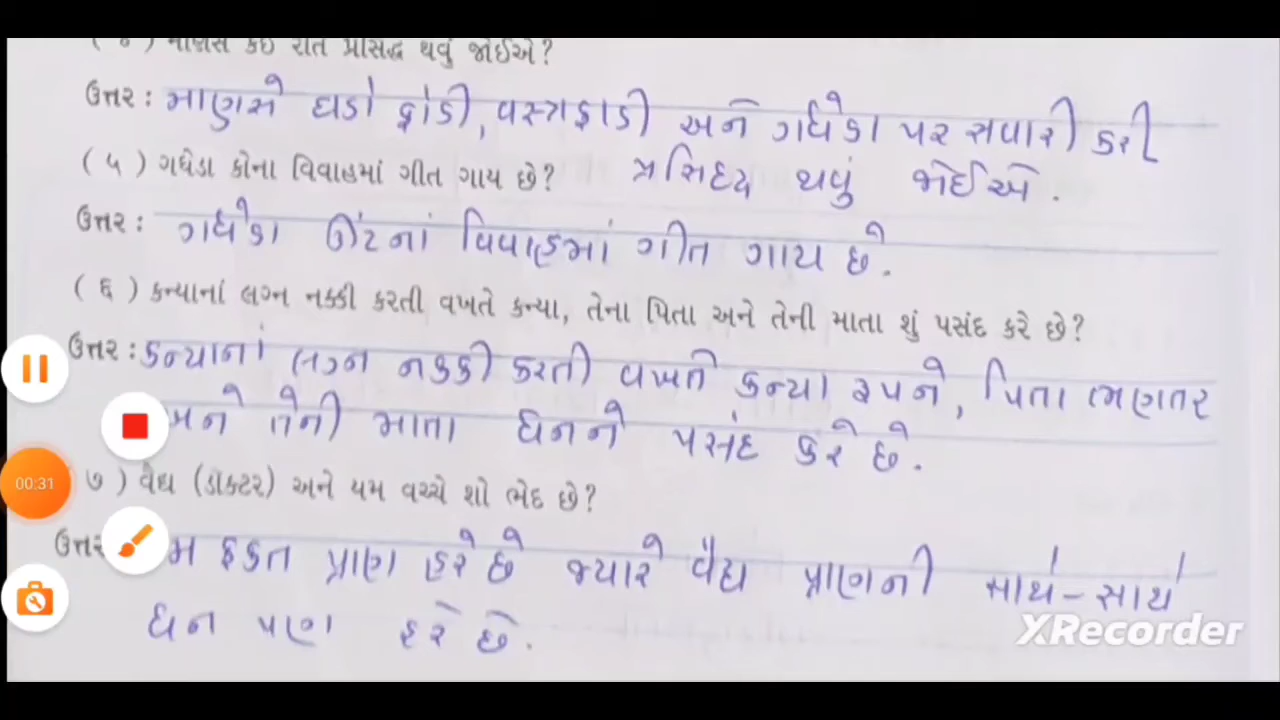 (૪) માણસે કઈ રીતે પ્રસિદ્ધ થવું જોઈએ?
ઉત્તર: માણસે ઘડો ફોડી, વસ્ત્રફાડી અને ગધેડા પર સવારી કરી
પ્રસિધ્ધ થવું જોઈએ.
(૫) ગધેડા કોના વિવાહમાં ગીત ગાય છે?
ઉત્તર: ગધેડા ઊંટનાં વિવાહમાં ગીત ગાય છે.
(૬) કન્યાનાં લગ્ન નક્કી કરતી વખતે કન્યા, તેના પિતા અને તેની માતા શું પસંદ કરે છે?
ઉત્તર: કન્યાનાં લગ્ન નક્કી કરતી વખતે કન્યા રૂપને, પિતા ભણતર
અને તેની માતા ધનને પસંદ કરે છે.
૭) વૈદ્ય (ડાક્ટર) અને યમ વચ્ચે શો ભેદ છે?
ઉત્તર મ ફક્ત પ્રાણ હરે છે જ્યારે વૈદ્ય પ્રાણની સાથે-સાથે
ધન પણ હરે છે.
00:31
XRecorder